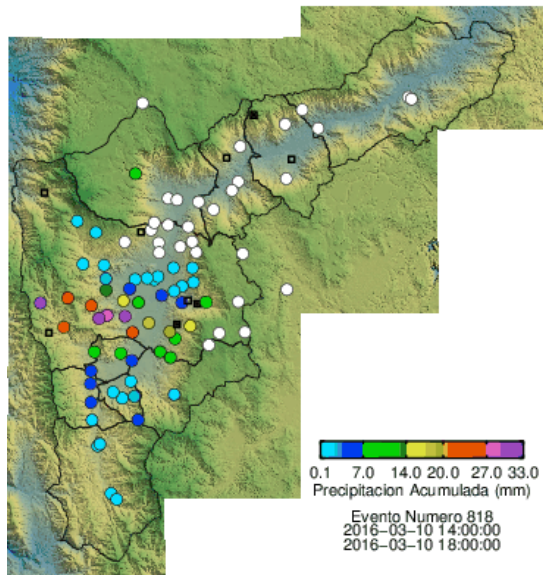 0.1 7.0 14.0 20.0 27.0 33.0
Precipitacion Acumulada (mm)
Evento Numero 818
2016-03-10 14:00:00
2016-03-10 18:00:00